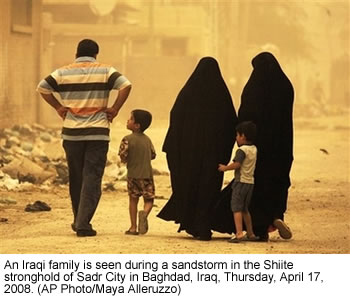 An Iraqi family is seen during a sandstorm in the Shiite
stronghold of Sadr City in Baghdad, Iraq, Thursday, April 17,
2008. (AP Photo/Maya Alleruzzo)